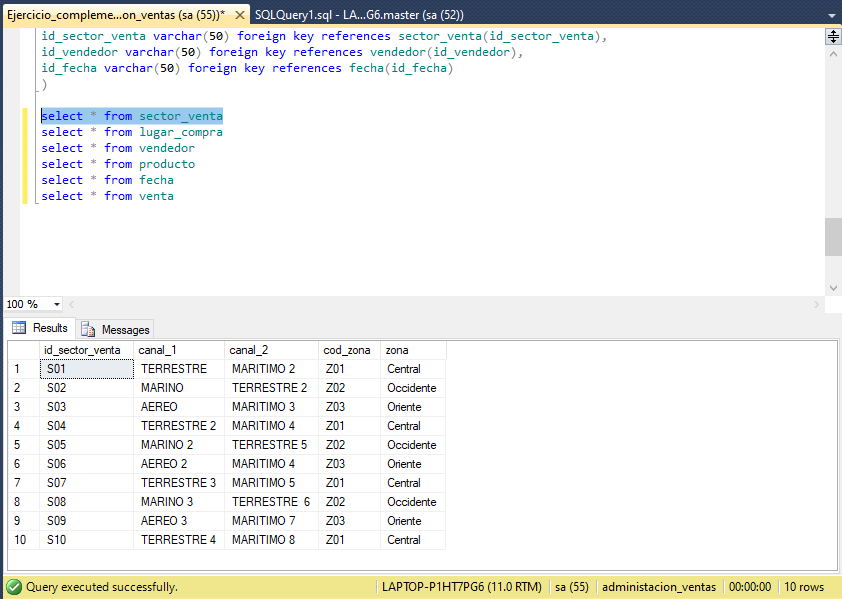 Ejercicio_compleme...on_ventas (sa (55))* SQLQuery1.sql - LA...G6.master (sa (52))
id_sector_venta varchar(50) foreign key references sector_venta(id_sector_venta),
id_vendedor varchar(50) foreign key references vendedor(id_vendedor),
id_fecha varchar(50) foreign key references fecha(id_fecha)
)
select * from sector_venta
select * from lugar_compra
select * from vendedor
select * from producto
select * from fecha
select * from venta
100 %
Results Messages
id_sector_venta canal_1 canal_2 cod_zona zona
1 S01 TERRESTRE MARITIMO 2 Z01 Central
2 S02 MARINO TERRESTRE 2 Z02 Occidente
3 S03 AEREO MARITIMO 3 Z03 Oriente
4 S04 TERRESTRE 2 MARITIMO 4 Z01 Central
5 S05 MARINO 2 TERRESTRE 5 Z02 Occidente
6 S06 AEREO 2 MARITIMO 4 Z03 Oriente
7 S07 TERRESTRE 3 MARITIMO 5 Z01 Central
8 S08 MARINO 3 TERRESTRE  6 Z02 Occidente
9 S09 AEREO 3 MARITIMO 7 Z03 Oriente
10 S10 TERRESTRE 4 MARITIMO 8 Z01 Central
Query executed successfully. LAPTOP-P1HT7PG6 (11.0 RTM) sa (55) administacion_ventas 00:00:00 10 rows